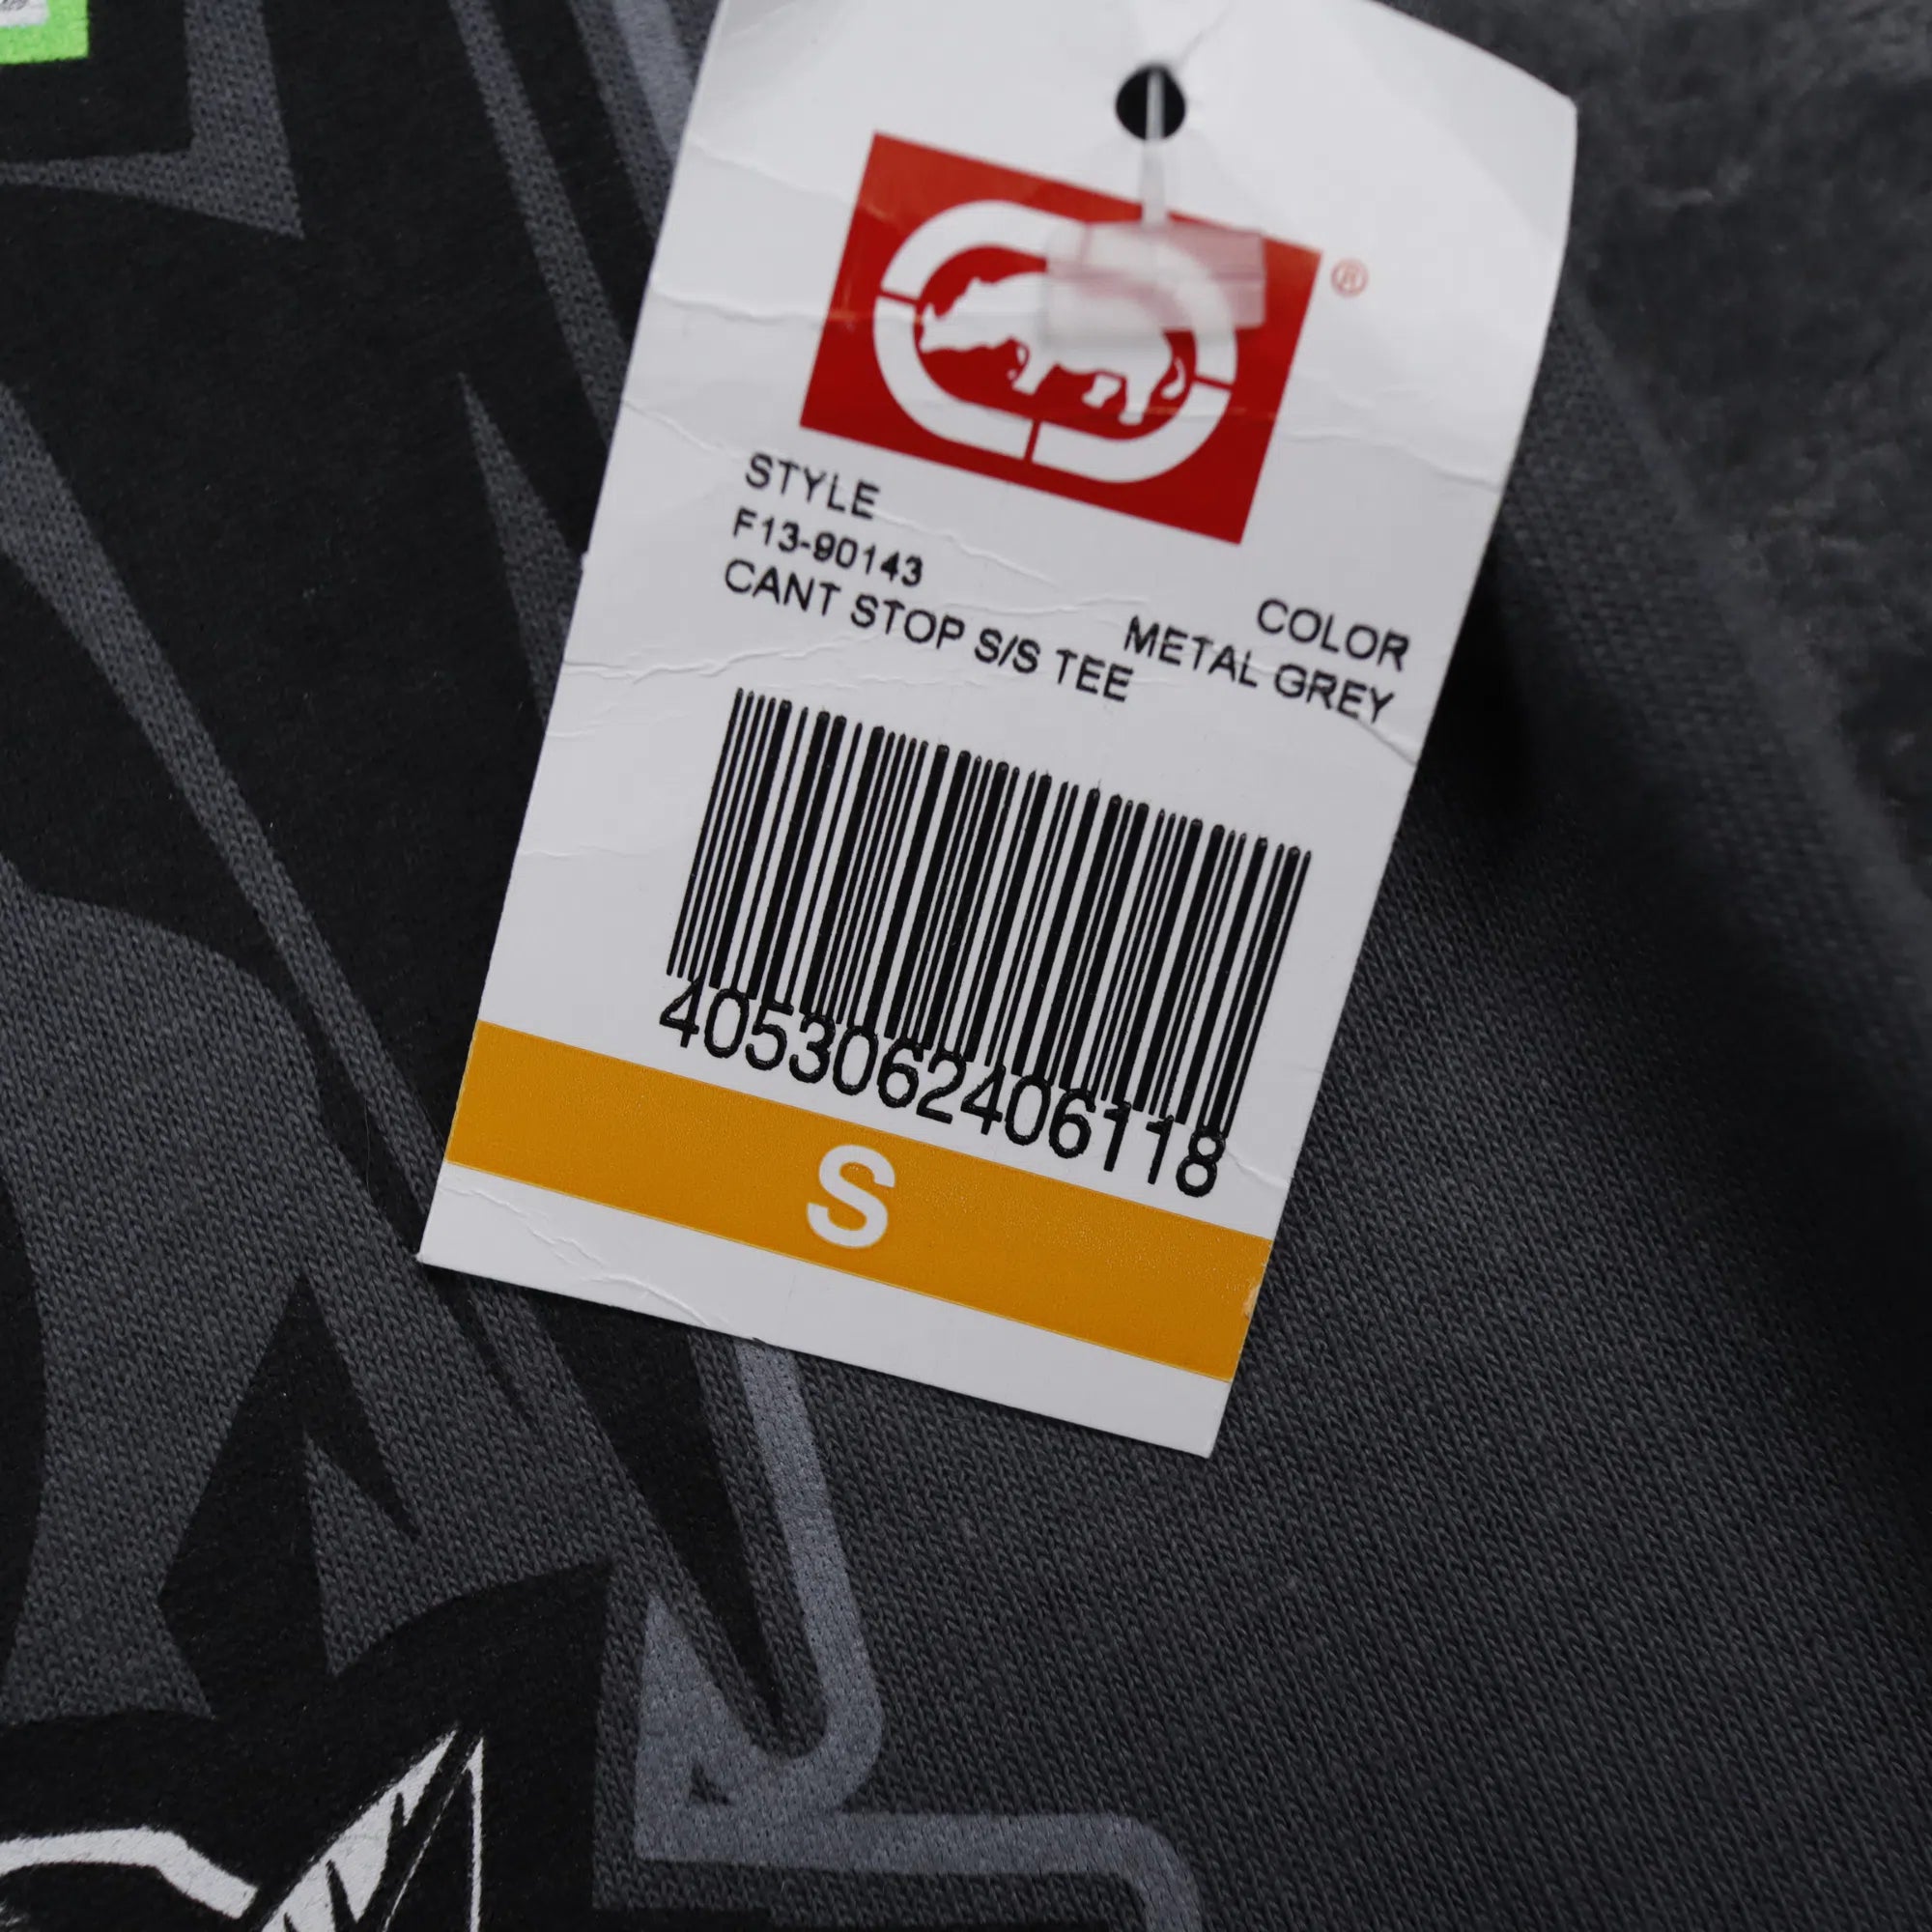 ®
STYLE
F13-90143
CANT STOP S/S TEE
COLOR
METAL GREY
4053062406118
S